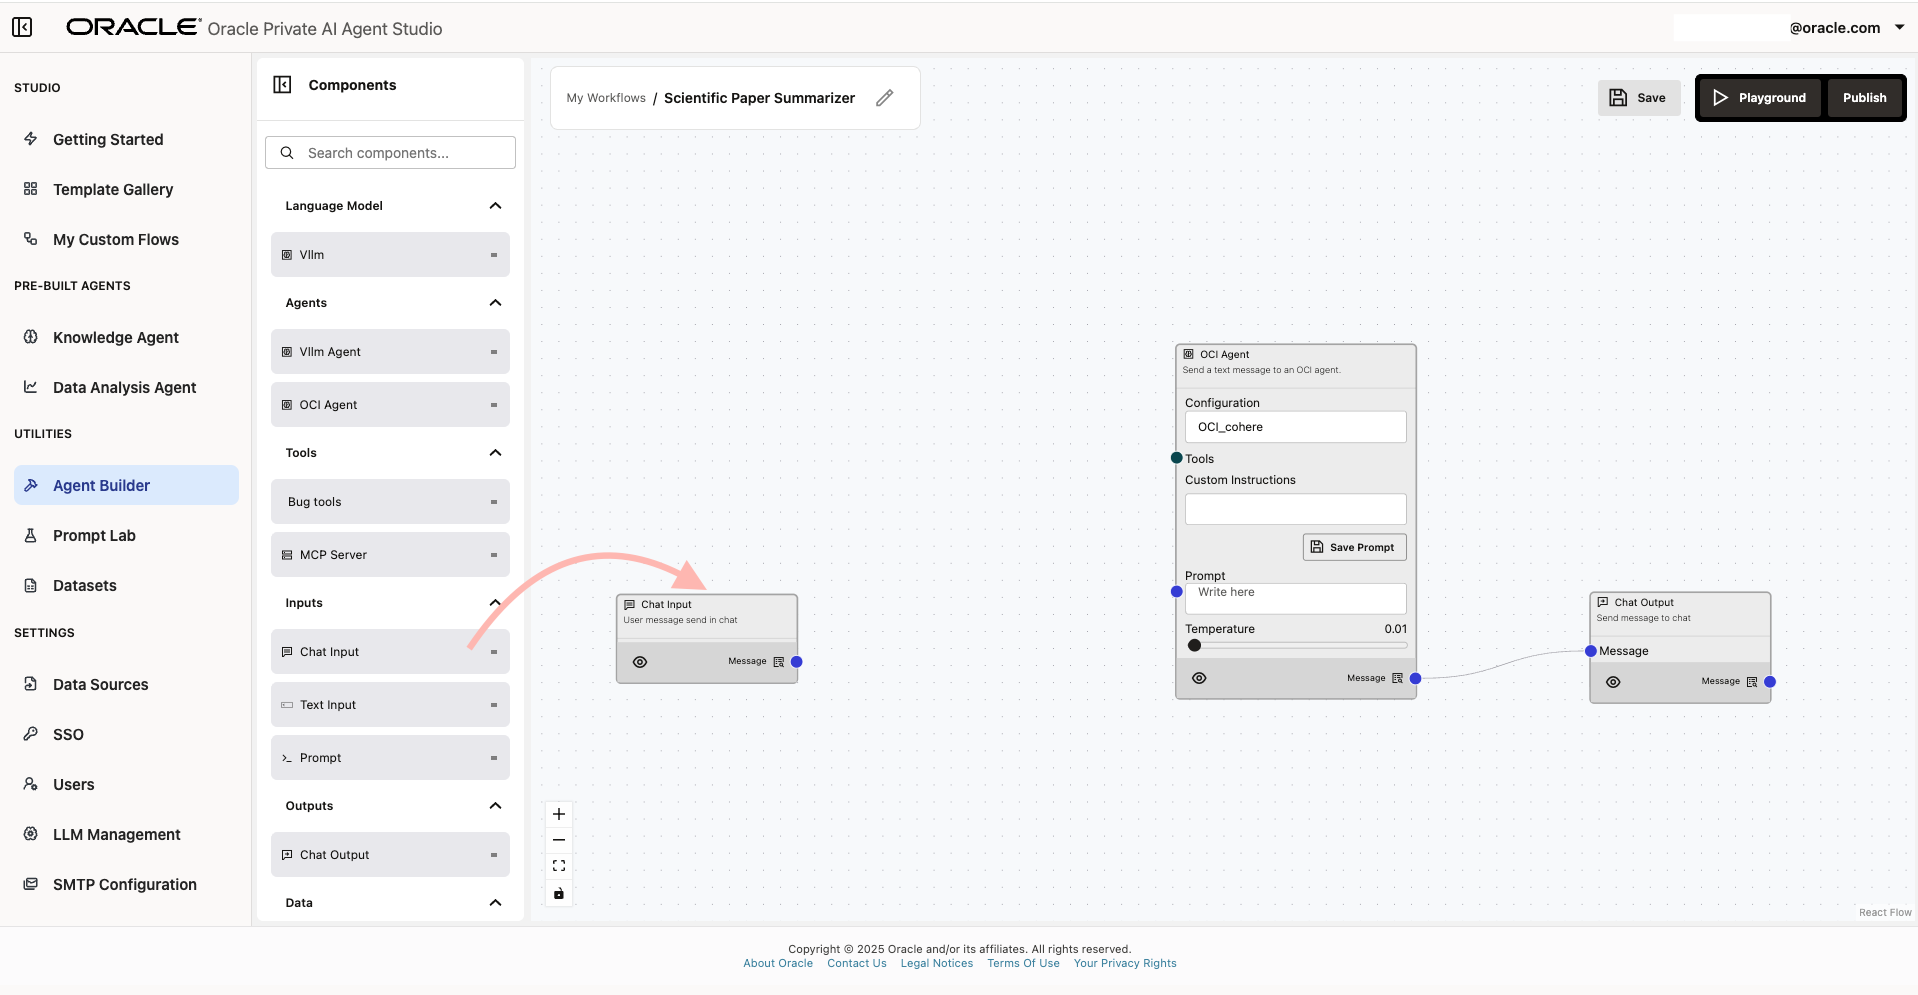 ORACLE Oracle Private AI Agent Studio
@oracle.com
STUDIO
Getting Started
Template Gallery
My Custom Flows
PRE-BUILT AGENTS
Knowledge Agent
Data Analysis Agent
UTILITIES
Agent Builder
Prompt Lab
Datasets
SETTINGS
Data Sources
SSO
Users
LLM Management
SMTP Configuration
Components
Search components...
Language Model
Vllm
Agents
Vllm Agent
OCI Agent
Tools
Bug tools
MCP Server
Inputs
Chat Input
Text Input
Prompt
Outputs
Chat Output
Data
My Workflows / Scientific Paper Summarizer
Save
Playground
Publish
Chat Input
User message send in chat
Message
OCI Agent
Send a text message to an OCI agent.
Configuration
OCI_cohere
Tools
Custom Instructions
Save Prompt
Prompt
Write here
Temperature 0.01
Message
Chat Output
Send message to chat
Message
Message
React Flow
Copyright © 2025 Oracle and/or its affiliates. All rights reserved.
About Oracle Contact Us Legal Notices Terms Of Use Your Privacy Rights